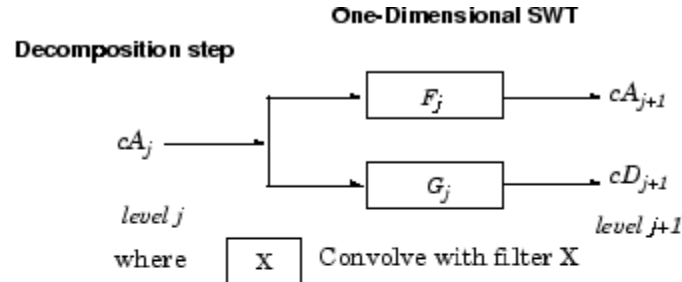 One-Dimensional SWT
Decomposition step
F_j
cA_{j+1}
cA_j
G_j
cD_{j+1}
level j
level j+1
where X Convolve with filter X